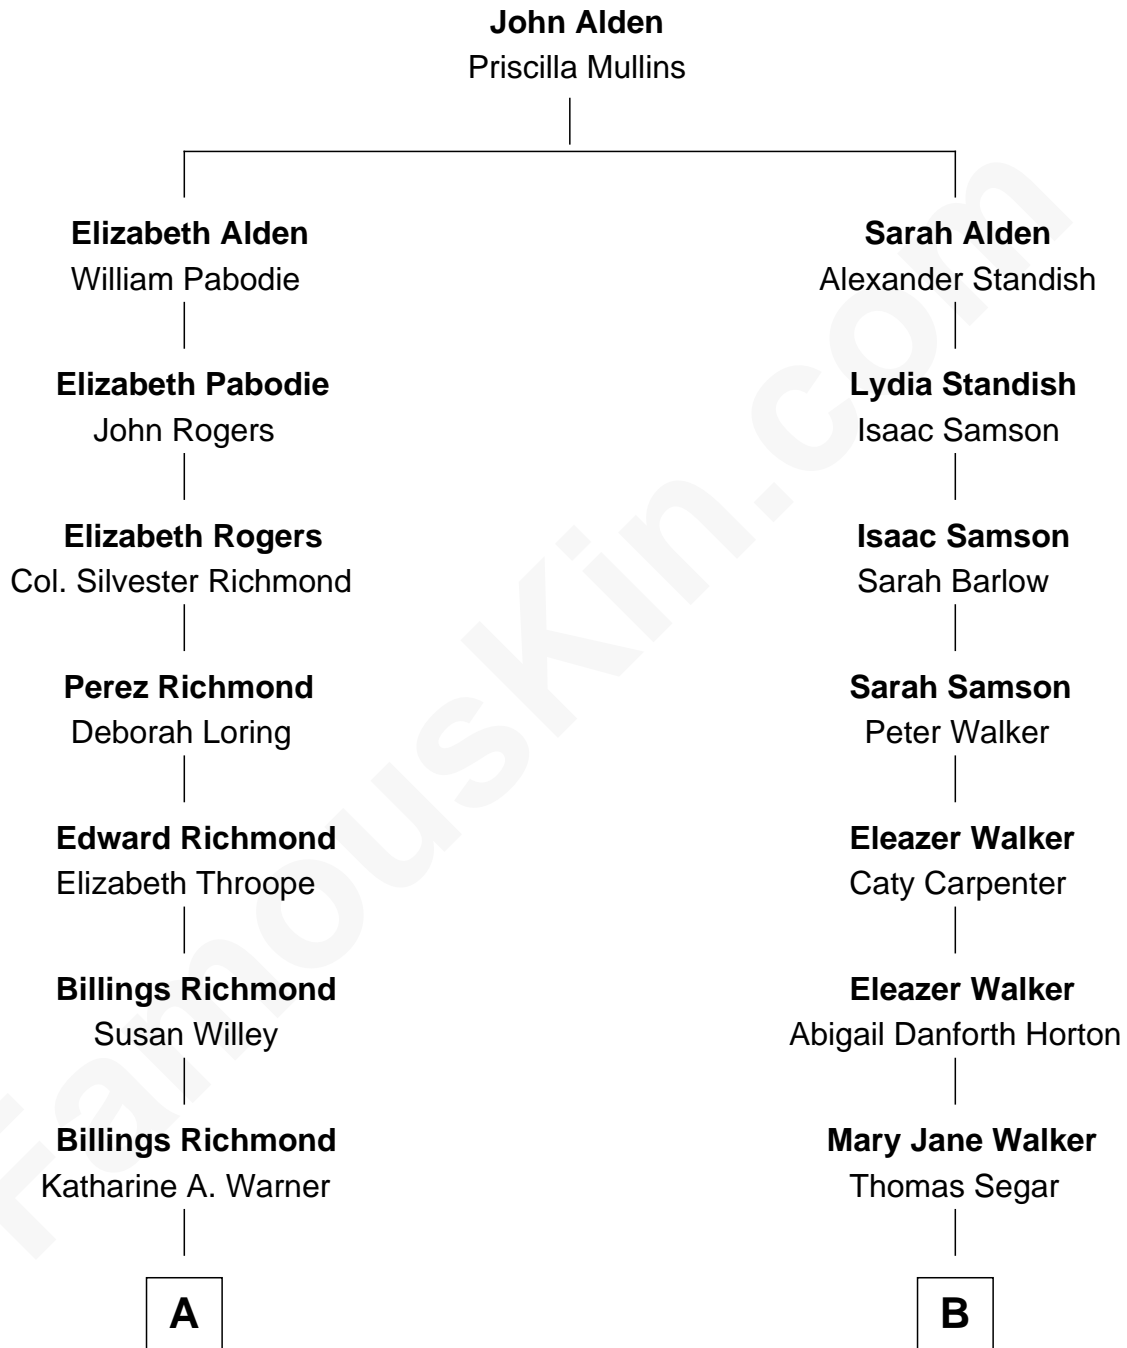 John Alden
Priscilla Mullins
Elizabeth Alden
William Pabodie
Sarah Alden
Alexander Standish
Elizabeth Pabodie
John Rogers
Lydia Standish
Isaac Samson
Elizabeth Rogers
Col. Silvester Richmond
Isaac Samson
Sarah Barlow
Perez Richmond
Deborah Loring
Sarah Samson
Peter Walker
Edward Richmond
Elizabeth Throope
Eleazer Walker
Caty Carpenter
Billings Richmond
Susan Willey
Eleazer Walker
Abigail Danforth Horton
Billings Richmond
Katharine A. Warner
Mary Jane Walker
Thomas Segar
A
B
FamousKin.com